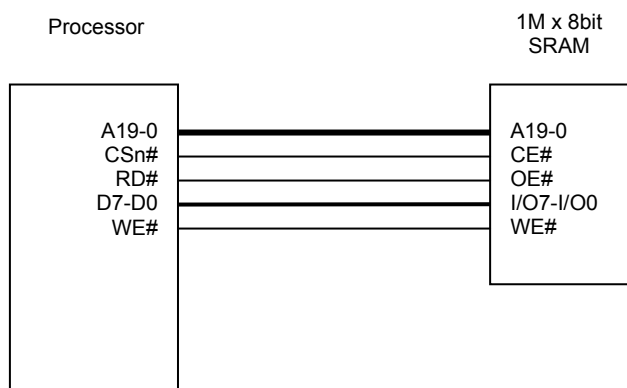 Processor
1M x 8bit
SRAM
A19-0
CSn#
RD#
D7-D0
WE#
A19-0
CE#
OE#
I/O7-I/O0
WE#